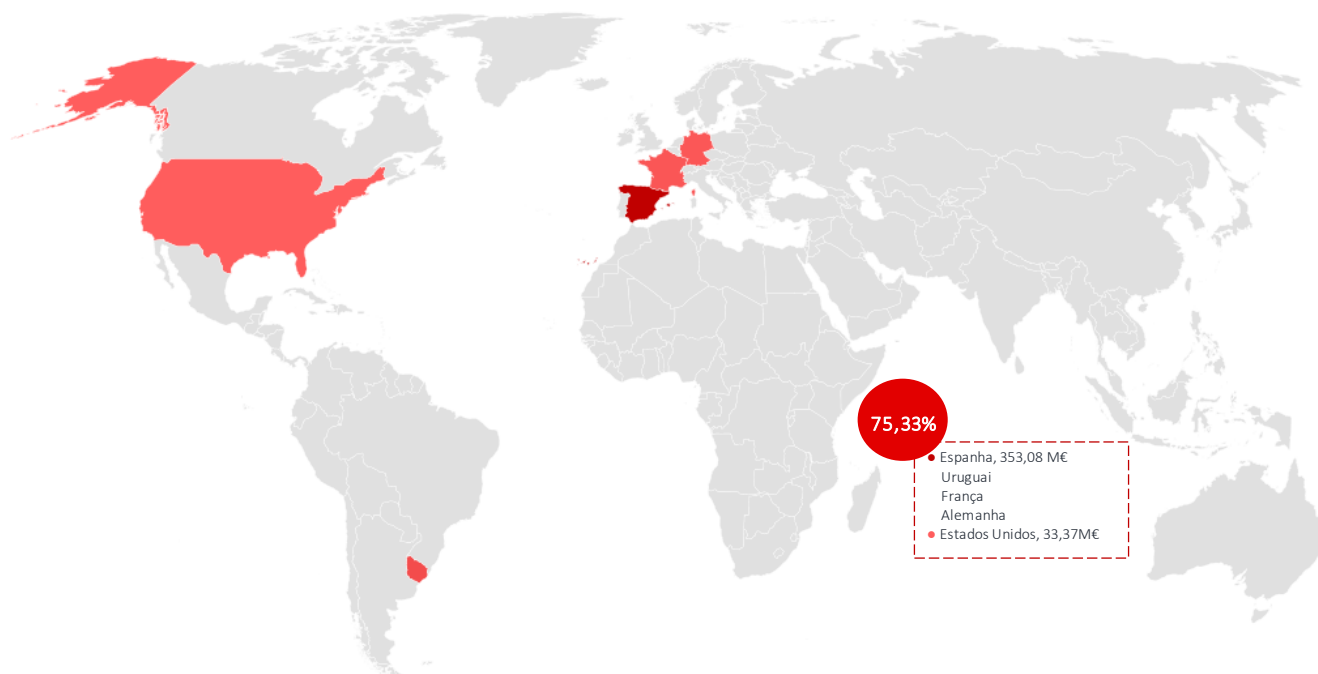 75,33%
Espanha, 353,08 M€
Uruguai
França
Alemanha
Estados Unidos, 33,37M€